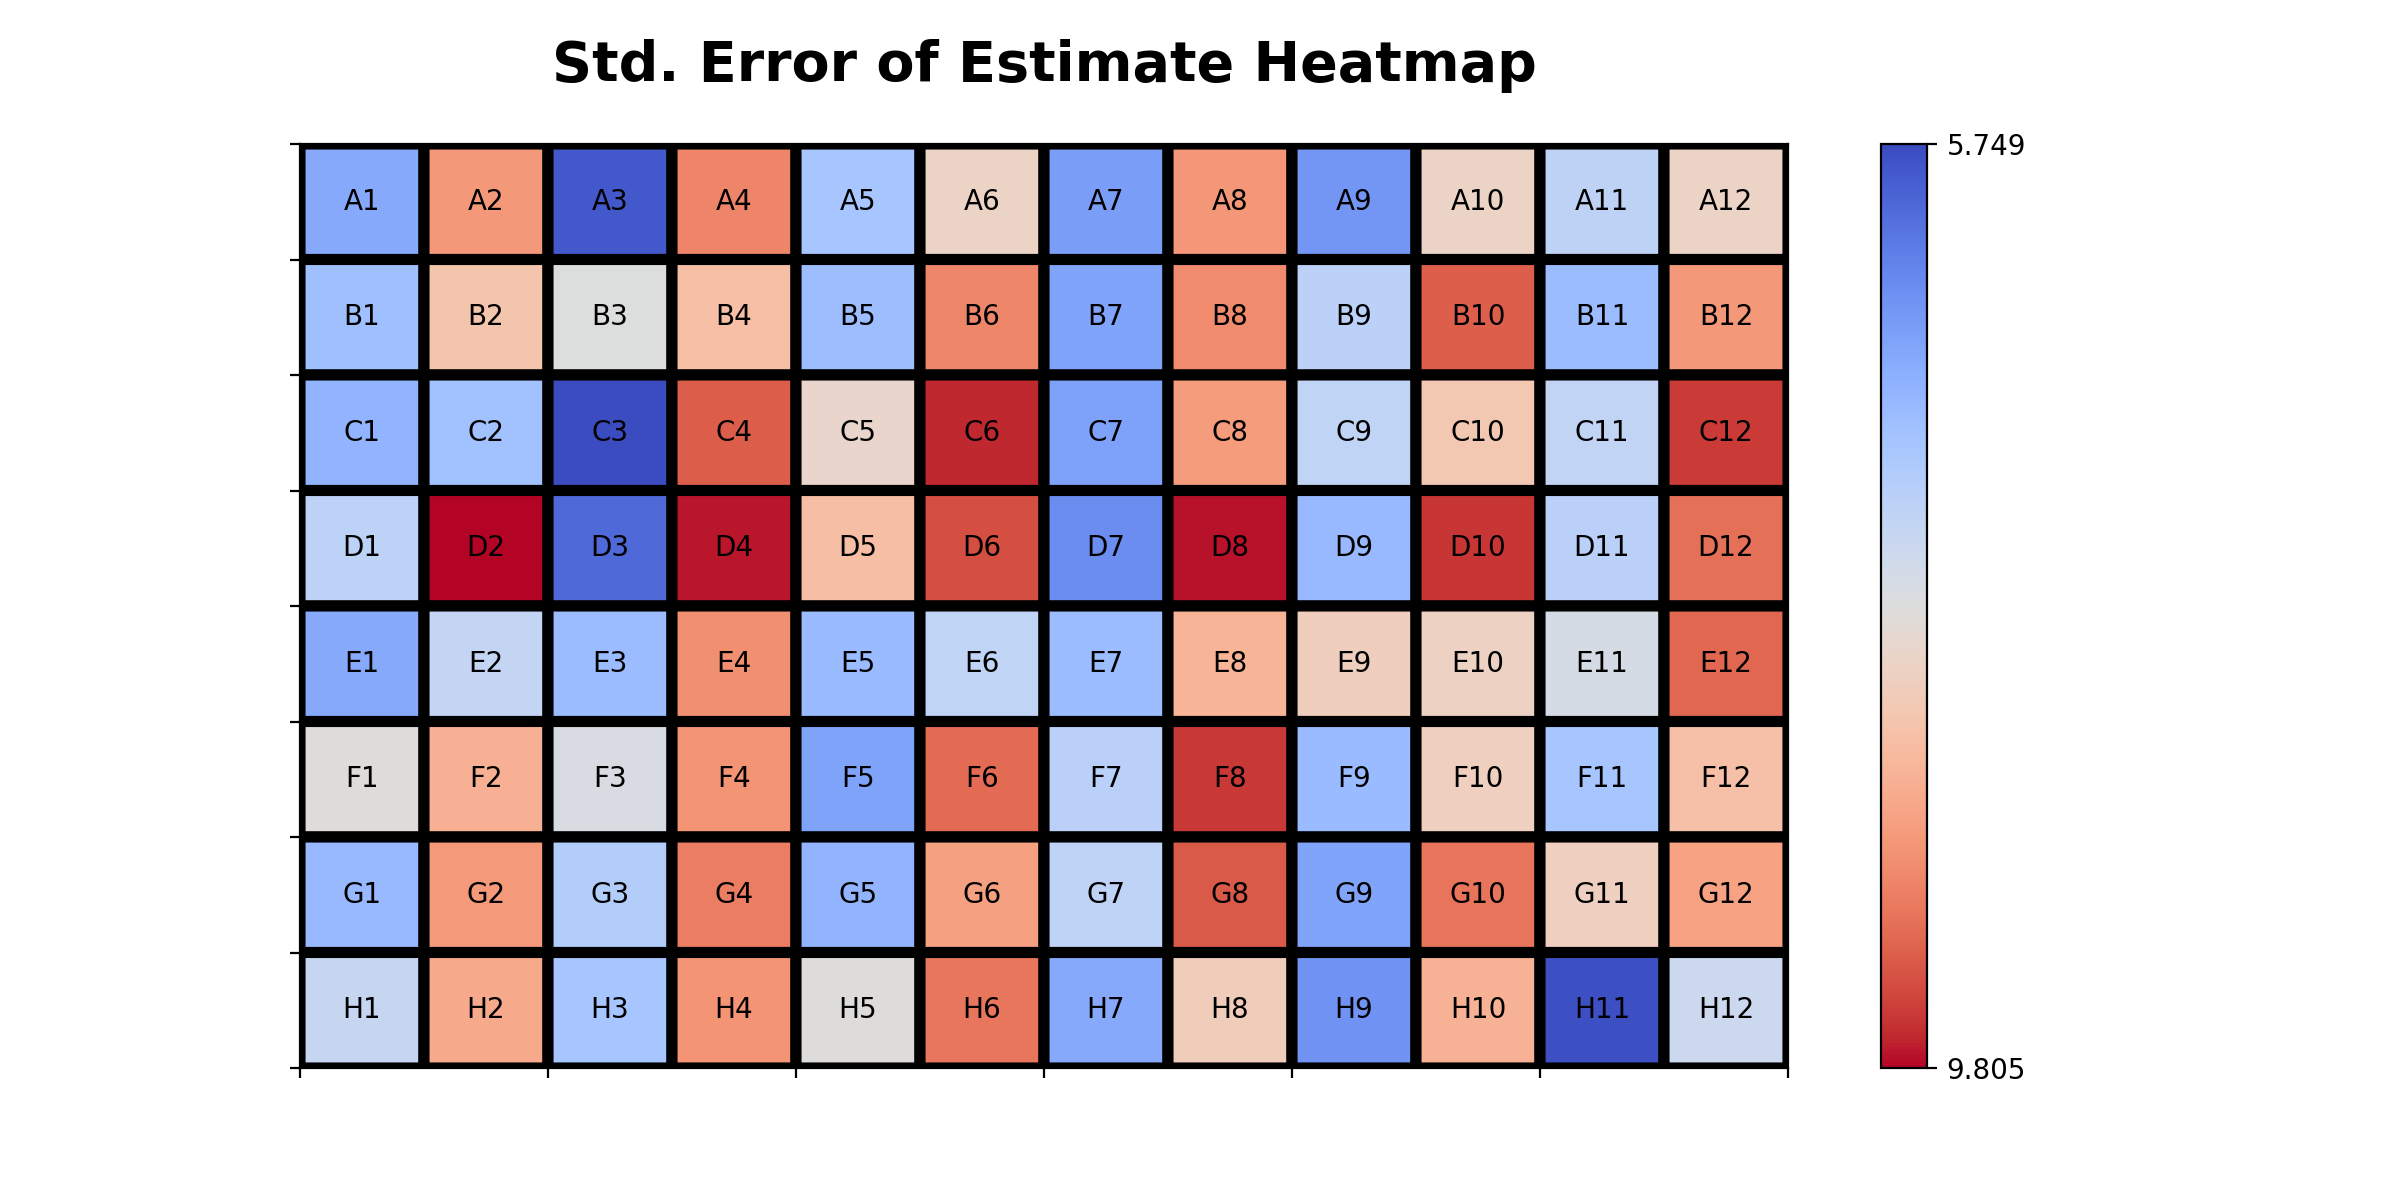 Std. Error of Estimate Heatmap
5.749
A1 A2 A3 A4 A5 A6 A7 A8 A9 A10 A11 A12
B1 B2 B3 B4 B5 B6 B7 B8 B9 B10 B11 B12
C1 C2 C3 C4 C5 C6 C7 C8 C9 C10 C11 C12
D1 D2 D3 D4 D5 D6 D7 D8 D9 D10 D11 D12
E1 E2 E3 E4 E5 E6 E7 E8 E9 E10 E11 E12
F1 F2 F3 F4 F5 F6 F7 F8 F9 F10 F11 F12
G1 G2 G3 G4 G5 G6 G7 G8 G9 G10 G11 G12
H1 H2 H3 H4 H5 H6 H7 H8 H9 H10 H11 H12
9.805